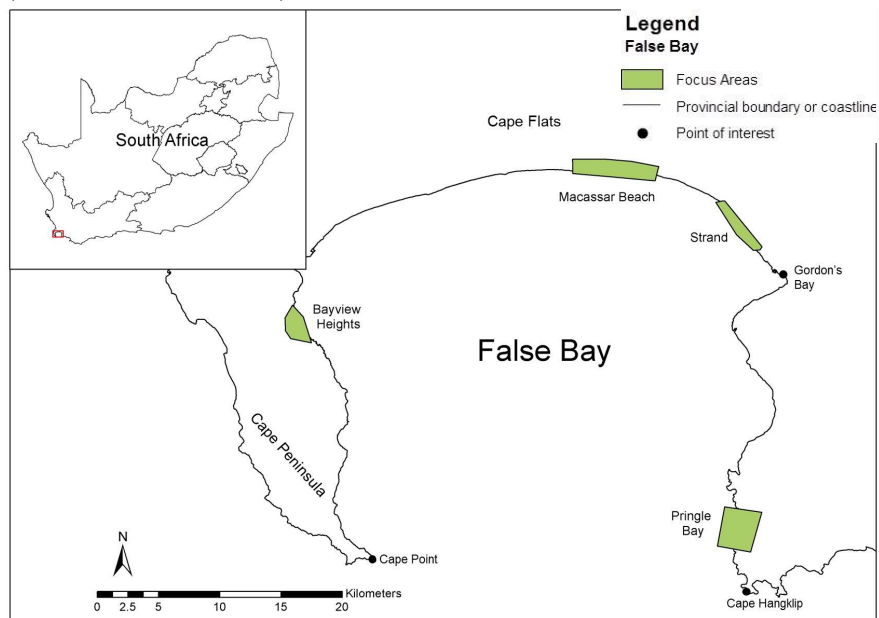 Legend
False Bay
Focus Areas
Provincial boundary or coastline
Point of interest
South Africa
Cape Flats
Macassar Beach
Strand
Gordon's
Bay
Bayview
Heights
False Bay
Cape Peninsula
Pringle
Bay
N
Cape Point
Kilometers
0 2.5 5 10 15 20
Cape Hangklip